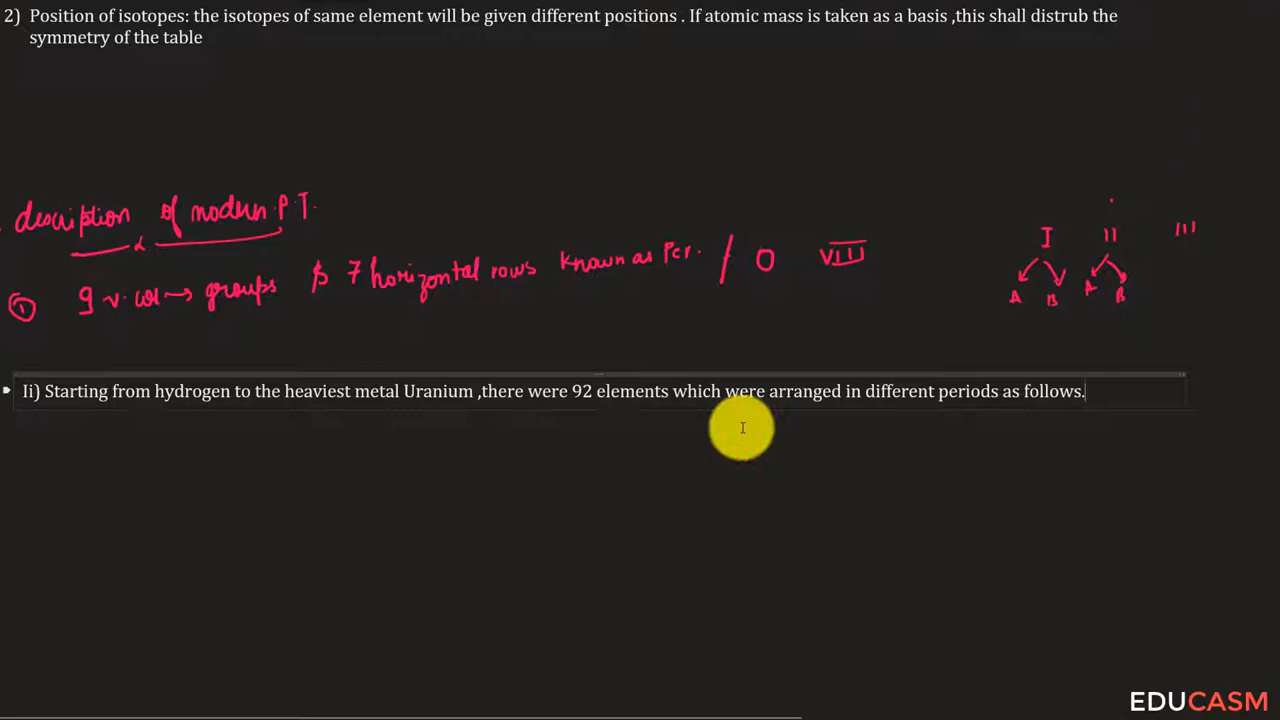 2) Position of isotopes: the isotopes of same element will be given different positions . If atomic mass is taken as a basis ,this shall distrub the
symmetry of the table
description of modern P.T.
I II III
A B A B
① 9 v. col → groups & 7 horizontal rows known as Per. / 0 VIII
Ii) Starting from hydrogen to the heaviest metal Uranium ,there were 92 elements which were arranged in different periods as follows.
EDUCASM